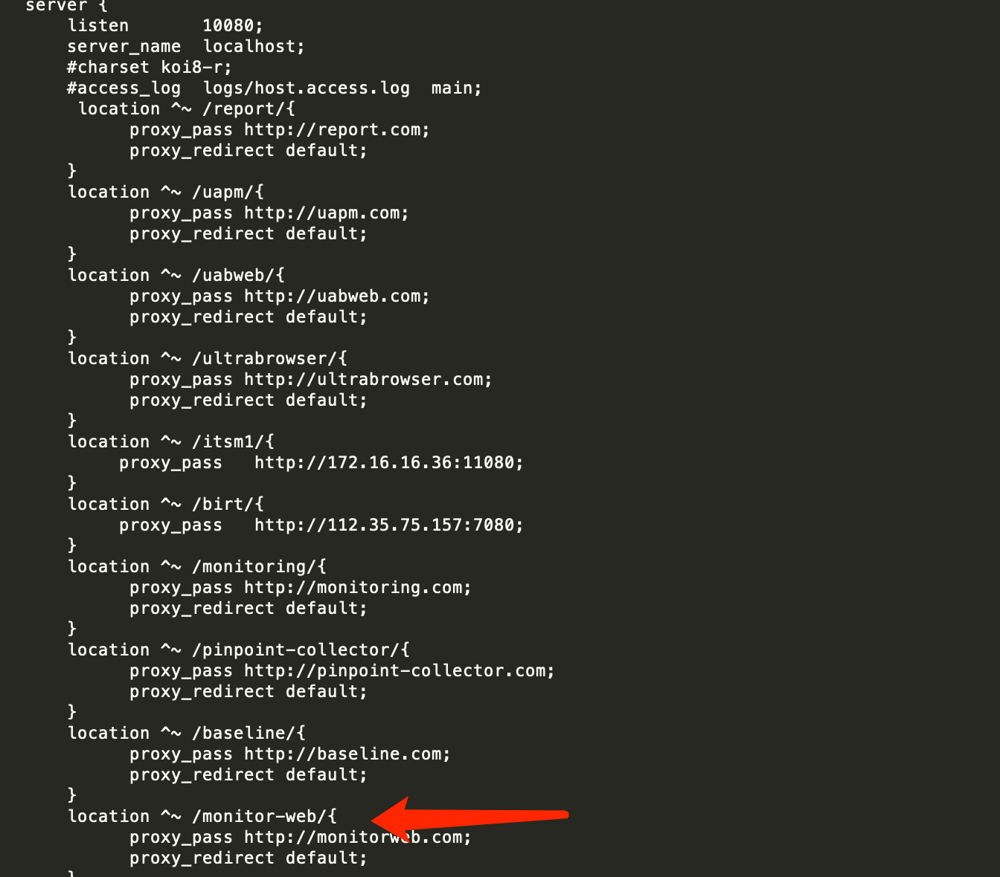 server {
listen 10080;
server_name localhost;
#charset koi8-r;
#access_log logs/host.access.log main;
location ^~ /report/{
proxy_pass http://report.com;
proxy_redirect default;
}
location ^~ /uapm/{
proxy_pass http://uapm.com;
proxy_redirect default;
}
location ^~ /uabweb/{
proxy_pass http://uabweb.com;
proxy_redirect default;
}
location ^~ /ultrabrowser/{
proxy_pass http://ultrabrowser.com;
proxy_redirect default;
}
location ^~ /itsm1/{
proxy_pass http://172.16.16.36:11080;
}
location ^~ /birt/{
proxy_pass http://112.35.75.157:7080;
}
location ^~ /monitoring/{
proxy_pass http://monitoring.com;
proxy_redirect default;
}
location ^~ /pinpoint-collector/{
proxy_pass http://pinpoint-collector.com;
proxy_redirect default;
}
location ^~ /baseline/{
proxy_pass http://baseline.com;
proxy_redirect default;
}
location ^~ /monitor-web/{
proxy_pass http://monitorweb.com;
proxy_redirect default;
}